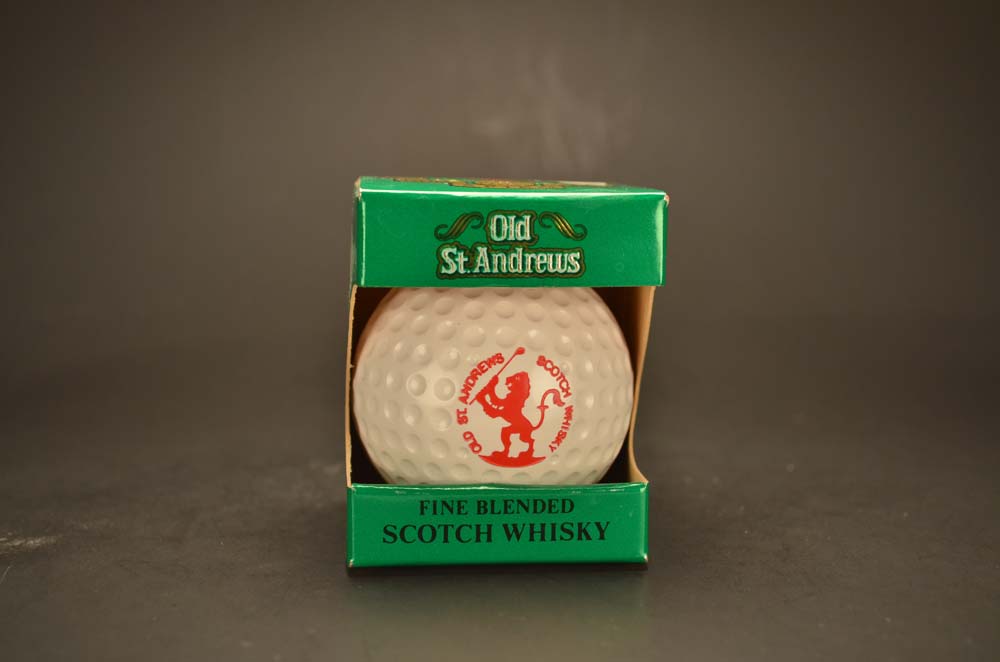 Old
St. Andrews
OLD ST. ANDREWS SCOTCH WHISKY
FINE BLENDED
SCOTCH WHISKY